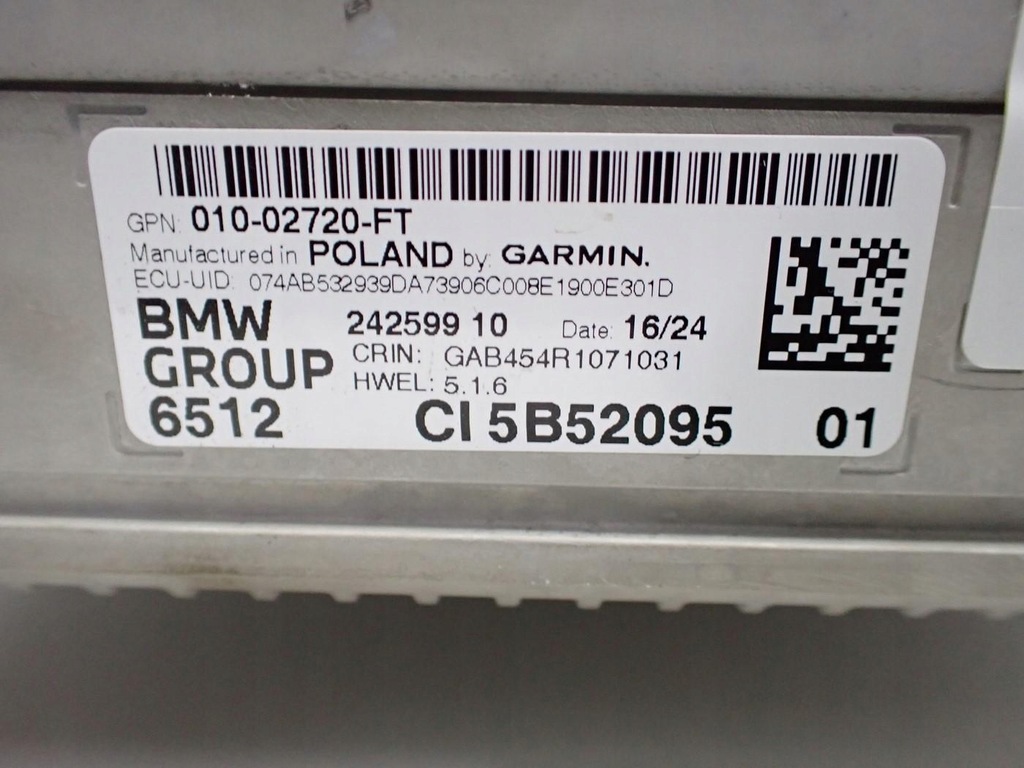 GPN: 010-02720-FT
Manufactured in POLAND by: GARMIN.
ECU-UID: 074AB532939DA73906C008E1900E301D
BMW GROUP
242599 10 Date: 16/24
CRIN: GAB454R1071031
HWEL: 5.1.6
6512 CI 5B52095 01